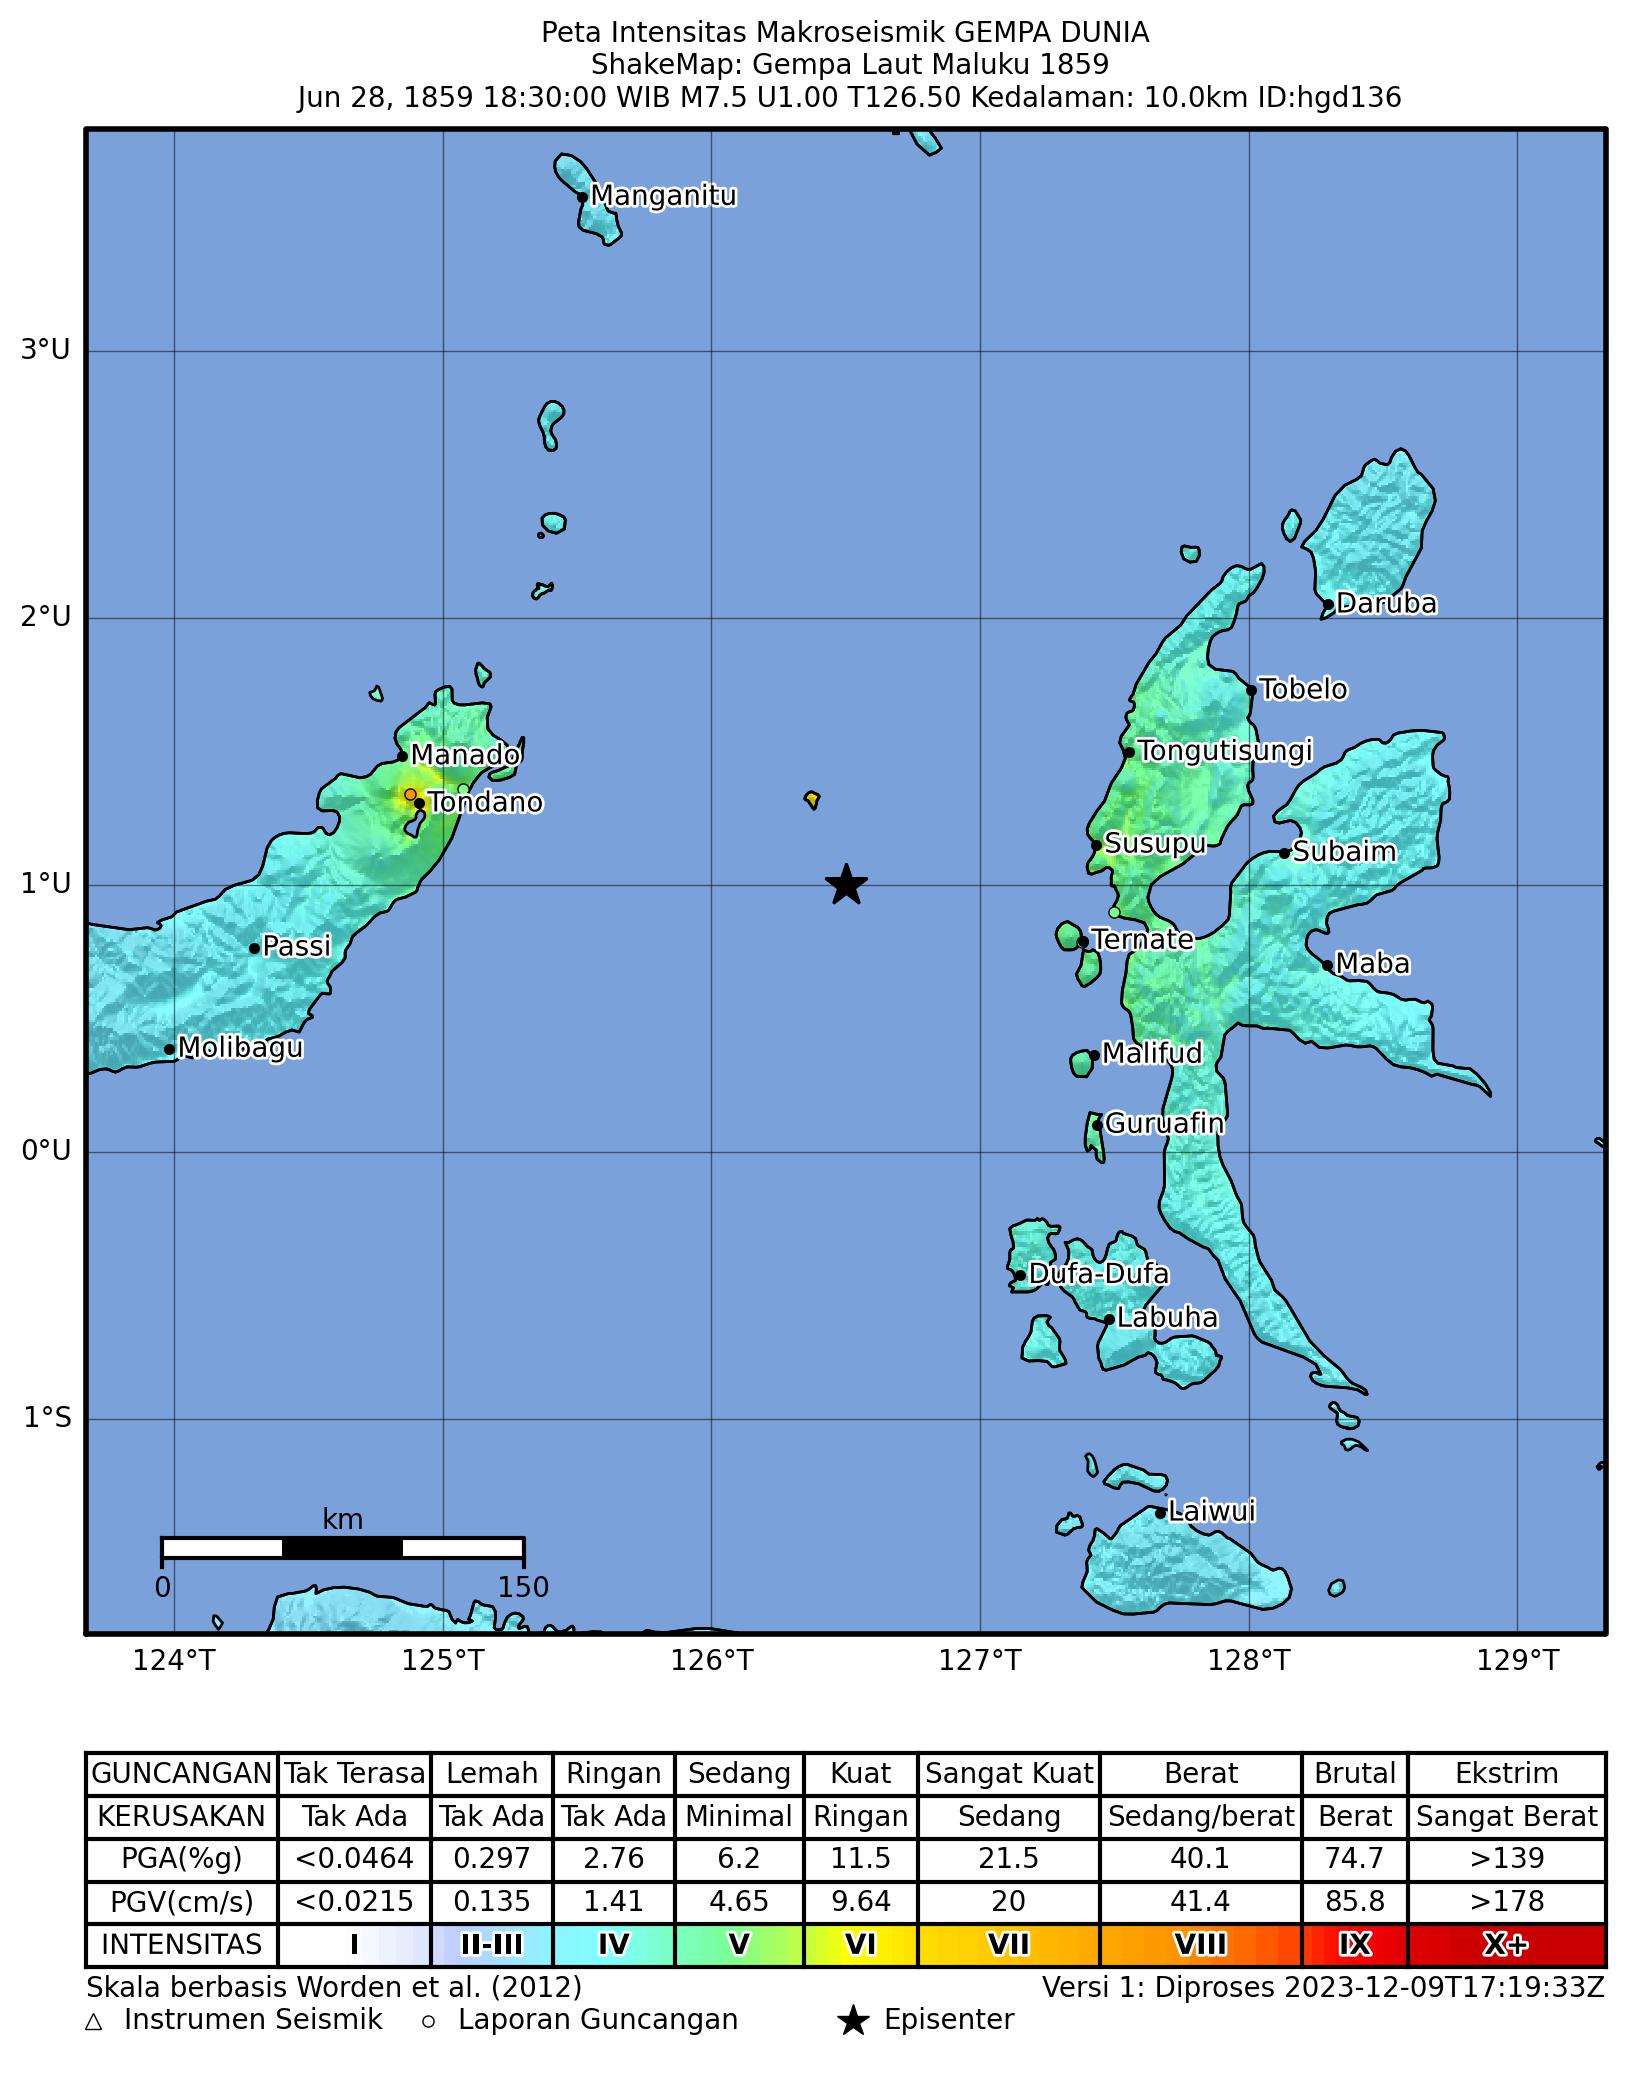 Peta Intensitas Makroseismik GEMPA DUNIA
ShakeMap: Gempa Laut Maluku 1859
Jun 28, 1859 18:30:00 WIB M7.5 U1.00 T126.50 Kedalaman: 10.0km ID:hgd136
Manganitu
3°U
2°U
Daruba
Tobelo
Manado
Tongutisungi
Tondano
Susupu
Subaim
1°U
Passi
Ternate
Maba
Molibagu
Malifud
Guruafin
0°U
Dufa-Dufa
Labuha
1°S
Laiwui
km
0 150
124°T 125°T 126°T 127°T 128°T 129°T
GUNCANGAN Tak Terasa Lemah Ringan Sedang Kuat Sangat Kuat Berat Brutal Ekstrim
KERUSAKAN Tak Ada Tak Ada Tak Ada Minimal Ringan Sedang Sedang/berat Berat Sangat Berat
PGA(%g) <0.0464 0.297 2.76 6.2 11.5 21.5 40.1 74.7 >139
PGV(cm/s) <0.0215 0.135 1.41 4.65 9.64 20 41.4 85.8 >178
INTENSITAS I II-III IV V VI VII VIII IX X+
Skala berbasis Worden et al. (2012) Versi 1: Diproses 2023-12-09T17:19:33Z
Instrumen Seismik Laporan Guncangan Episenter